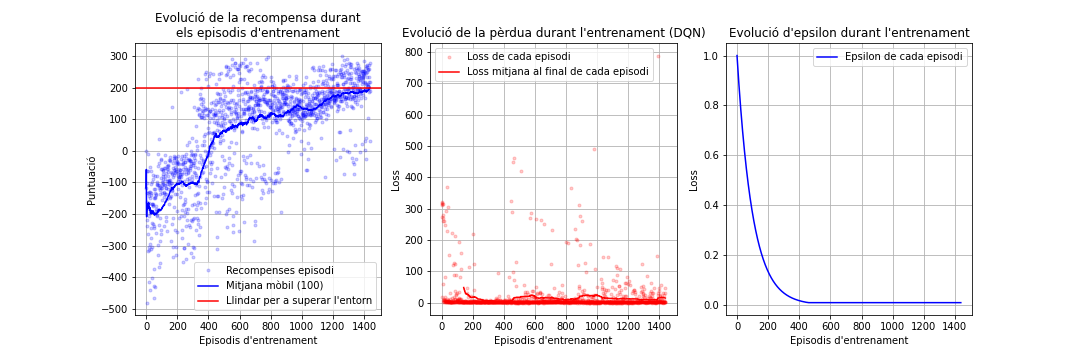 Evolució de la recompensa durant
els episodis d'entrenament
300
200
100
0
−100
−200
−300
−400
−500
Puntuació
Recompenses episodi
Mitjana mòbil (100)
Llindar per a superar l'entorn
0 200 400 600 800 1000 1200 1400
Episodis d'entrenament
Evolució de la pèrdua durant l'entrenament (DQN)
800
700
600
500
400
300
200
100
0
Loss
Loss de cada episodi
Loss mitjana al final de cada episodi
0 200 400 600 800 1000 1200 1400
Episodis d'entrenament
Evolució d'epsilon durant l'entrenament
1.0
0.8
0.6
0.4
0.2
0.0
Loss
Epsilon de cada episodi
0 200 400 600 800 1000 1200 1400
Episodis d'entrenament